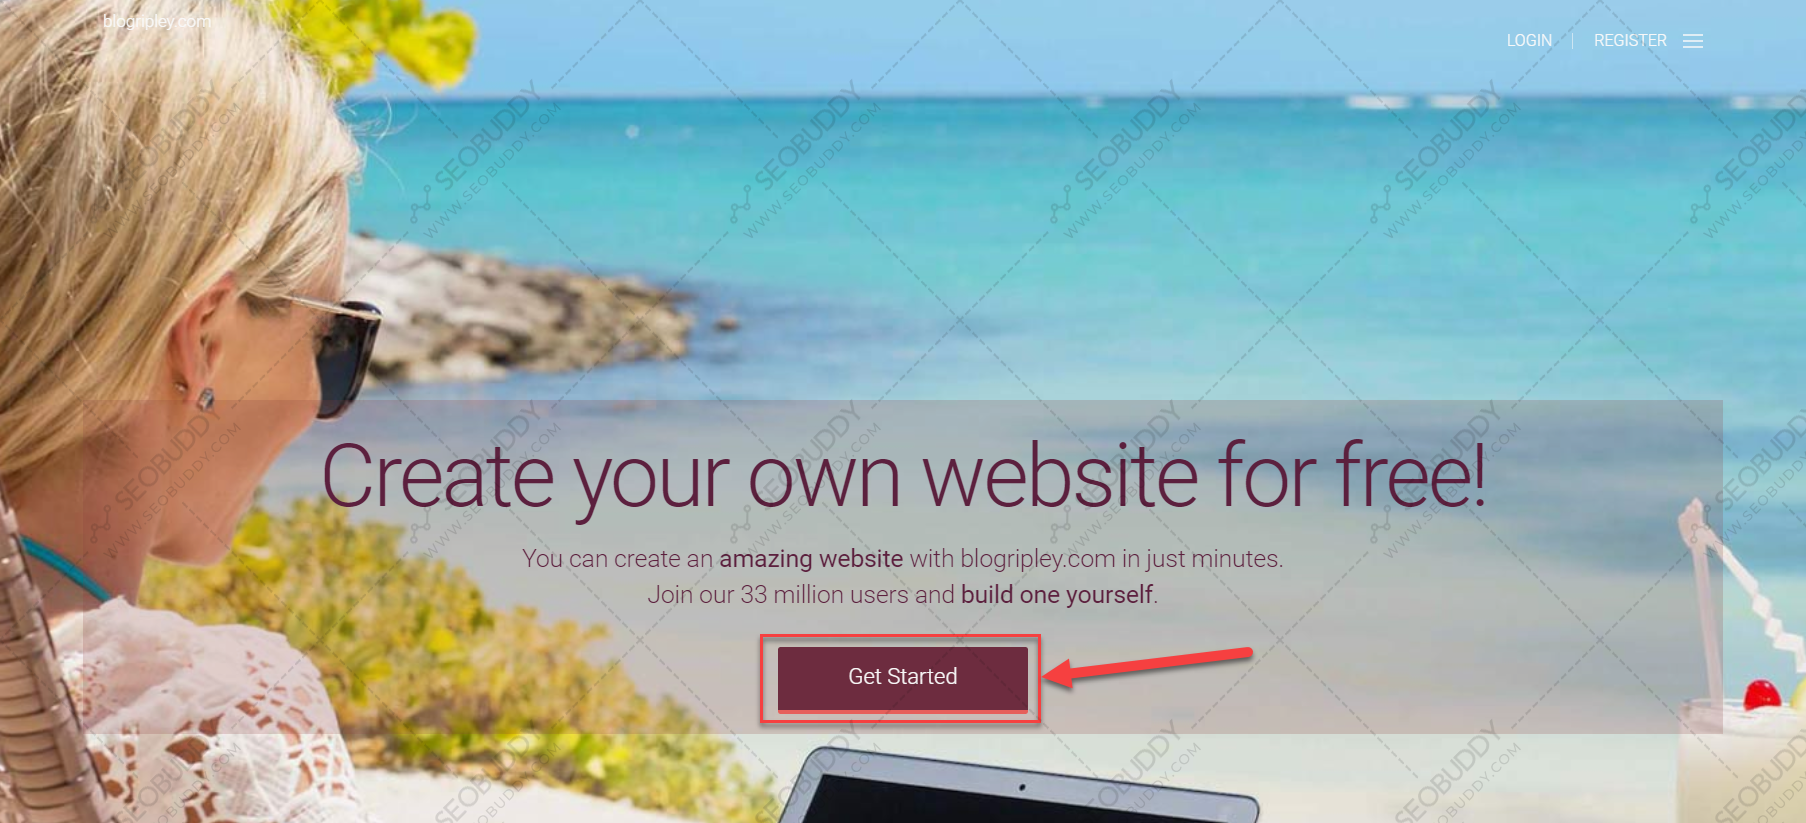 blogripley.com
LOGIN | REGISTER
Create your own website for free!
You can create an amazing website with blogripley.com in just minutes.
Join our 33 million users and build one yourself.
Get Started
SEOBUDDY
WWW.SEOBUDDY.COM